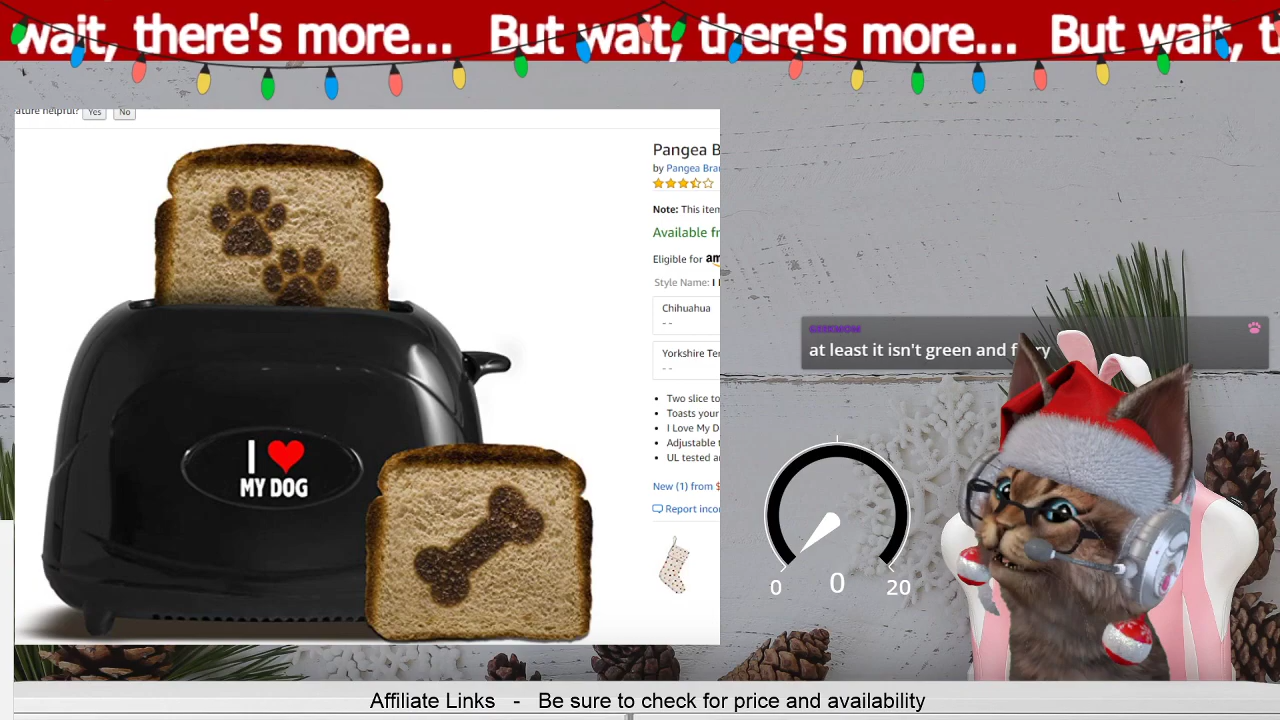 wait, there's more... But wait, there's more... But wait, t
ature helpful? Yes No
Pangea B
by Pangea Bra
Note: This item
Available fr
Eligible for am
Style Name: I
Chihuahua
- -
Yorkshire Ter
- -
Two slice to
Toasts your
I Love My D
Adjustable t
UL tested a
New (1) from $
Report inco
I ♥
MY DOG
GEEKMOM
at least it isn't green and f rry
0 0 20
Affiliate Links - Be sure to check for price and availability